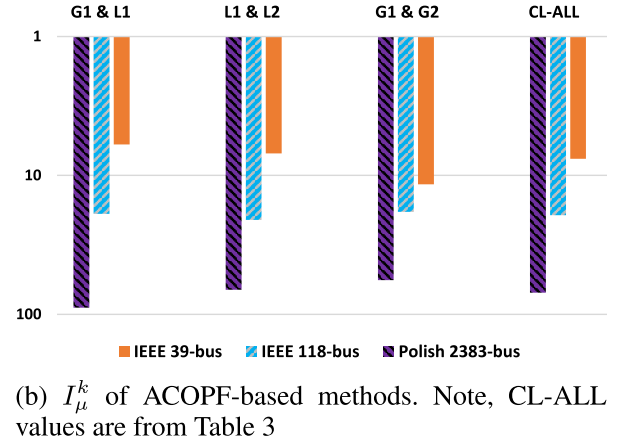 G1 & L1 L1 & L2 G1 & G2 CL-ALL
1
10
100
IEEE 39-bus IEEE 118-bus Polish 2383-bus
(b) $I_{\mu}^{k}$ of ACOPF-based methods. Note, CL-ALL
values are from Table 3